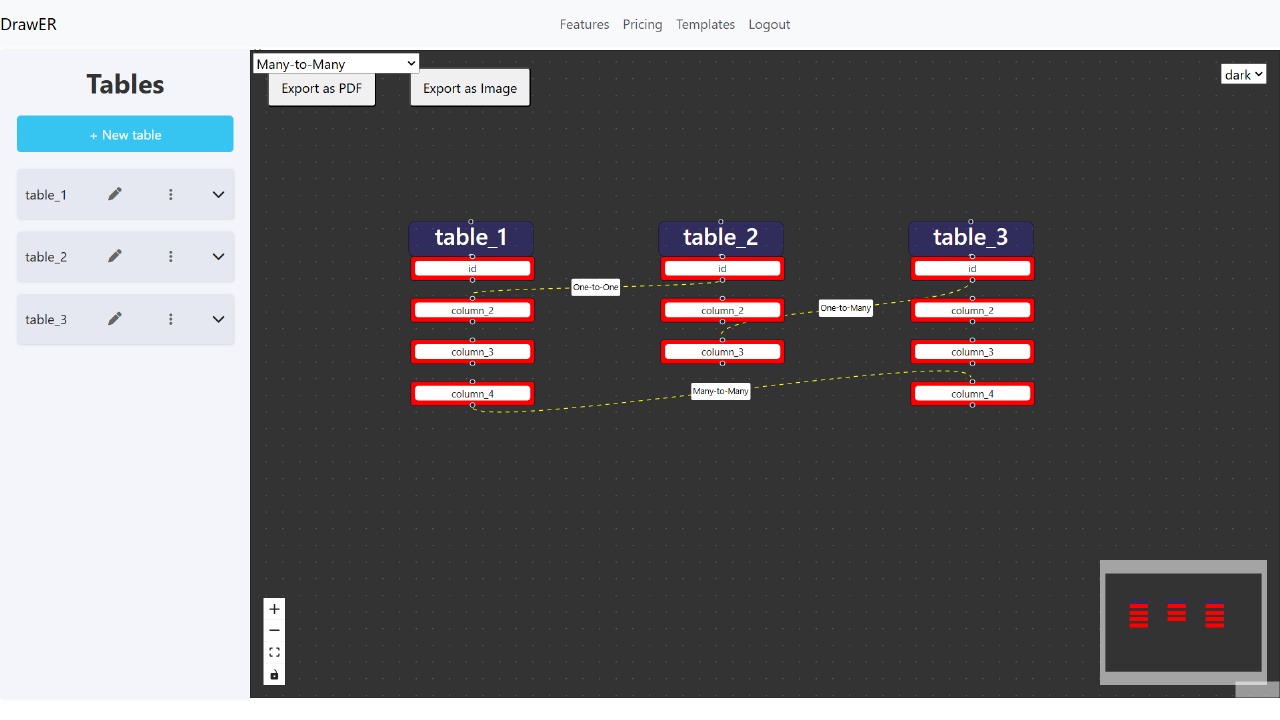 DrawER
Features
Pricing
Templates
Logout
Tables
+ New table
table_1
table_2
table_3
Many-to-Many
Export as PDF
Export as Image
dark
table_1
id
column_2
column_3
column_4
table_2
id
column_2
column_3
table_3
id
column_2
column_3
column_4
One-to-One
One-to-Many
Many-to-Many